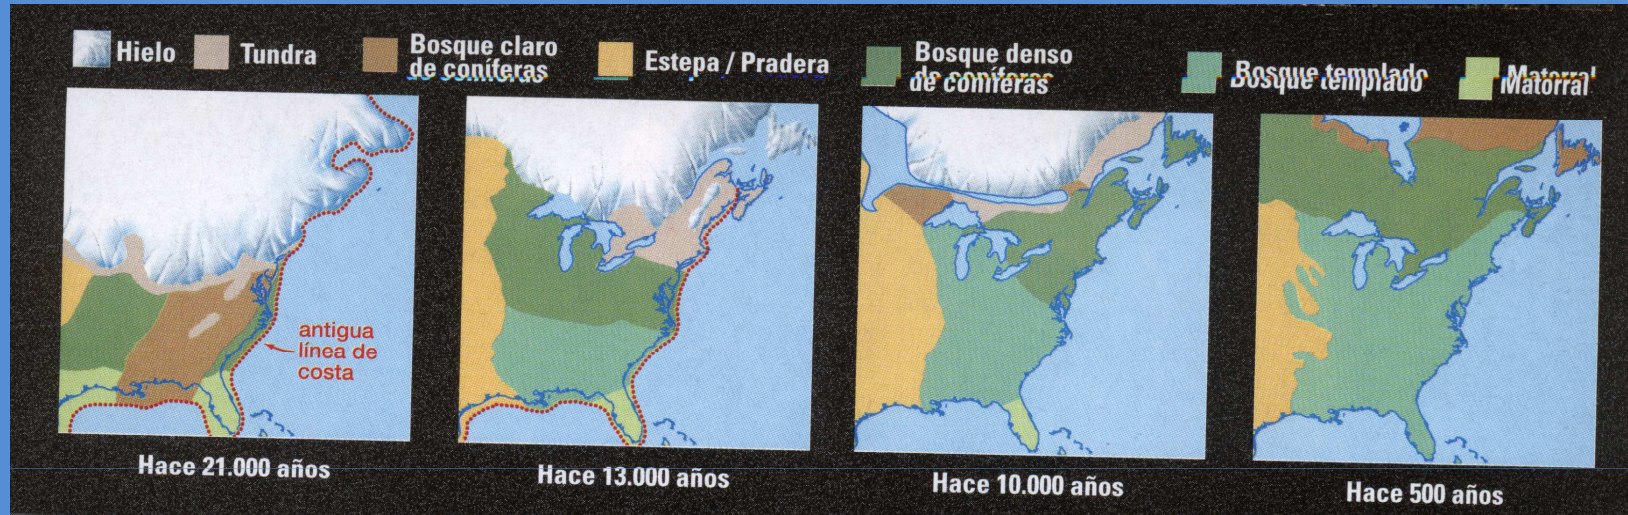 Hielo
Tundra
Bosque claro
de coníferas
Estepa / Pradera
Bosque denso
de coníferas
Bosque templado
Matorral
antigua
línea de
costa
Hace 21.000 años
Hace 13.000 años
Hace 10.000 años
Hace 500 años